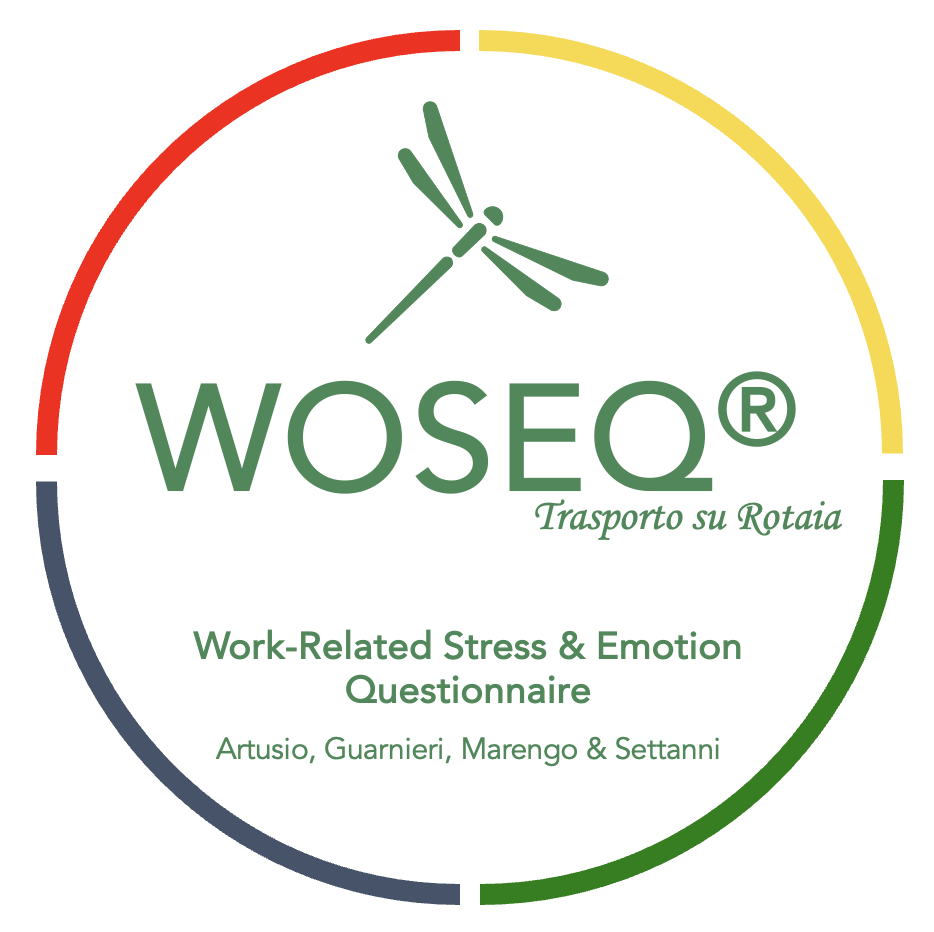 WOSEQ®
Trasporto su Rotaia
Work-Related Stress & Emotion
Questionnaire
Artusio, Guarnieri, Marengo & Settanni